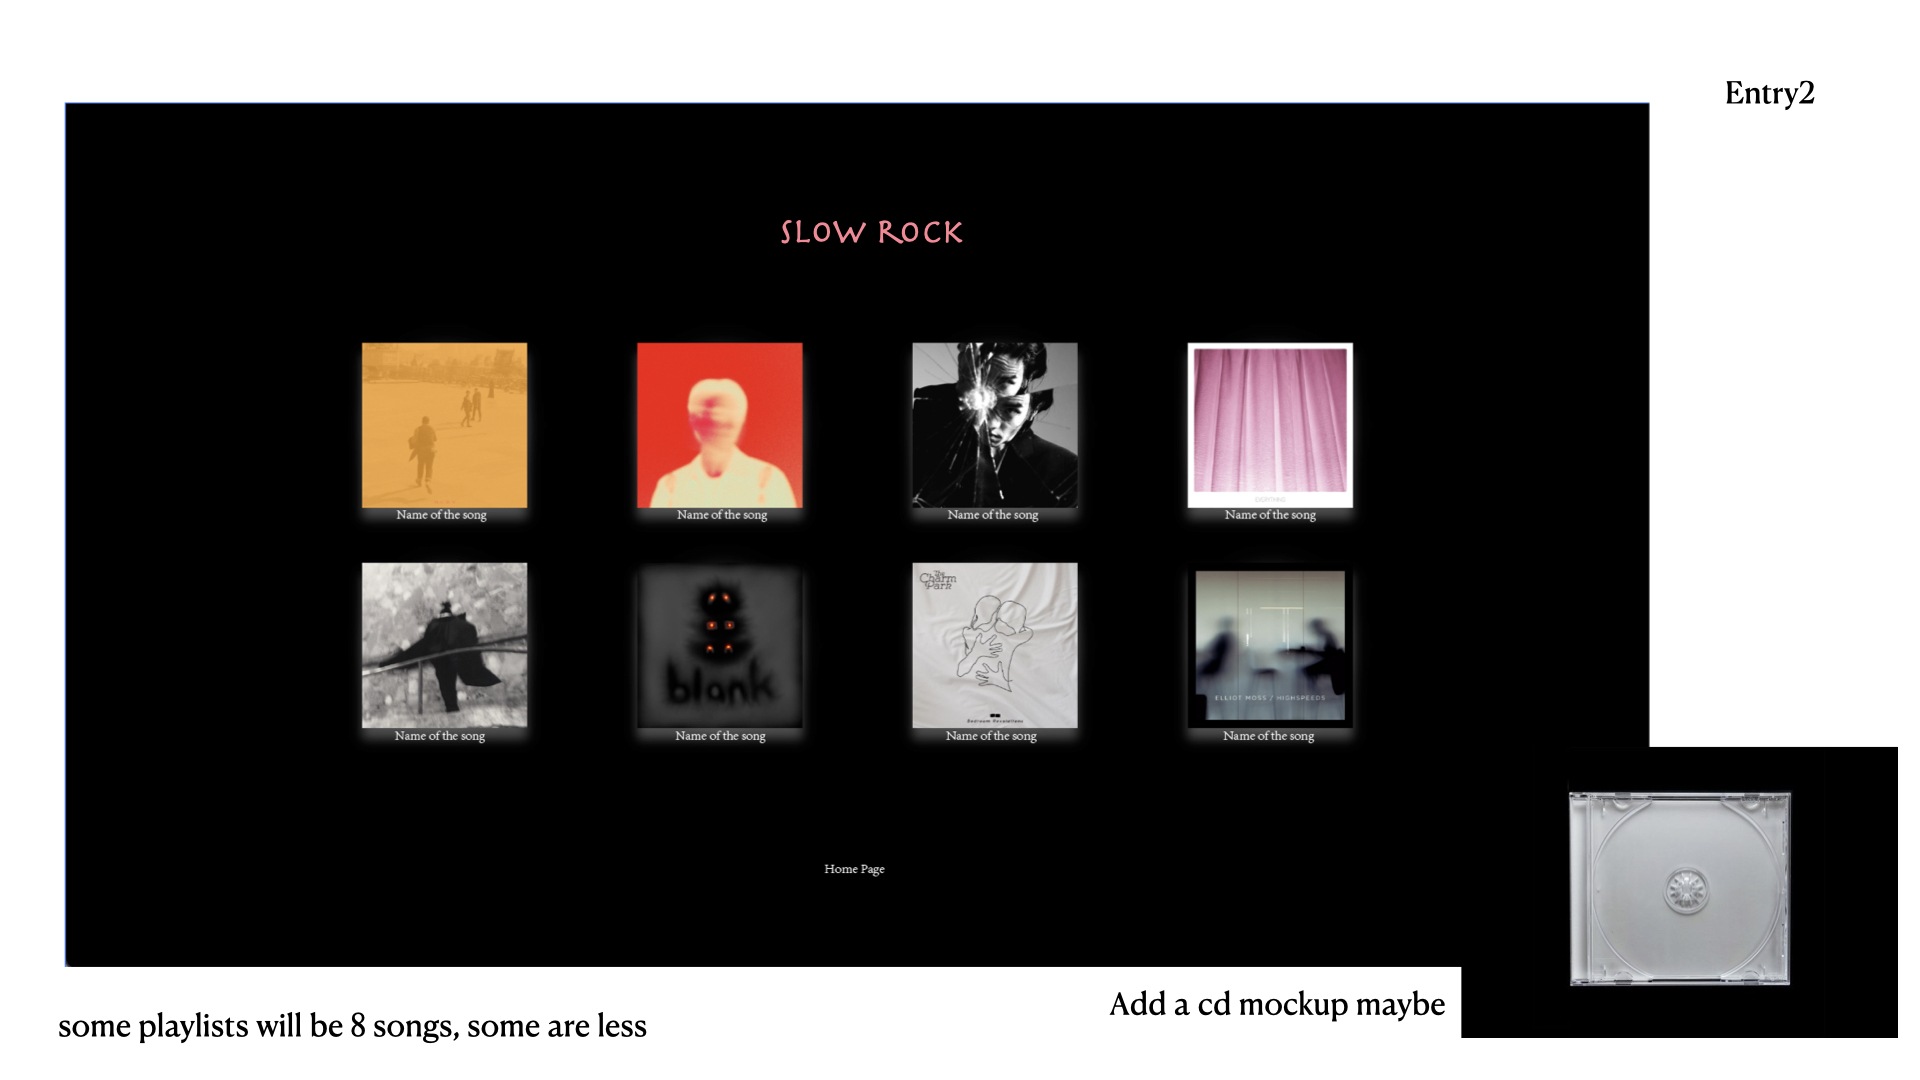 Entry2
SLOW ROCK
EVERYTHING
Name of the song
Name of the song
Name of the song
Name of the song
The
Charm
Park
blank
Bedroom Revelations
ELLIOT MOSS / HIGHSPEEDS
Name of the song
Name of the song
Name of the song
Name of the song
Home Page
Add a cd mockup maybe
some playlists will be 8 songs, some are less